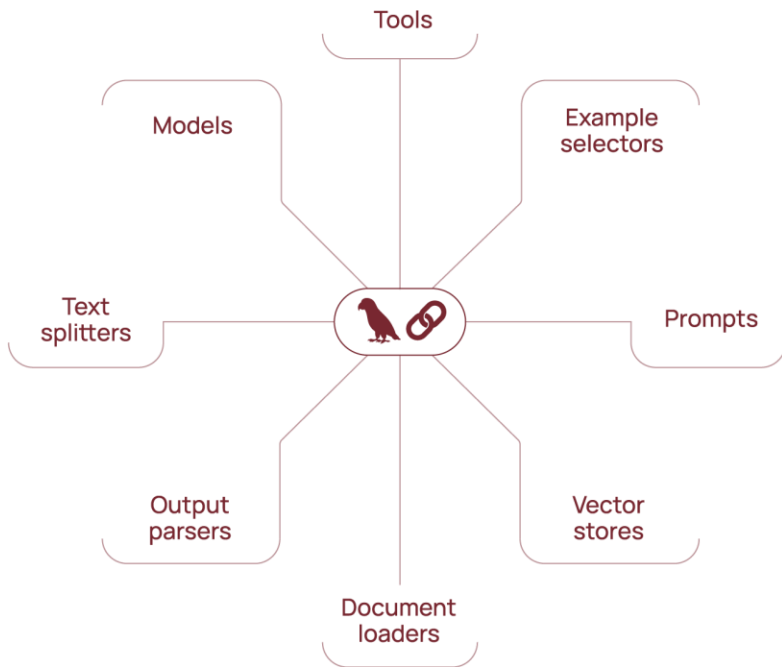 Tools
Models
Example
selectors
Text
splitters
Prompts
Output
parsers
Vector
stores
Document
loaders